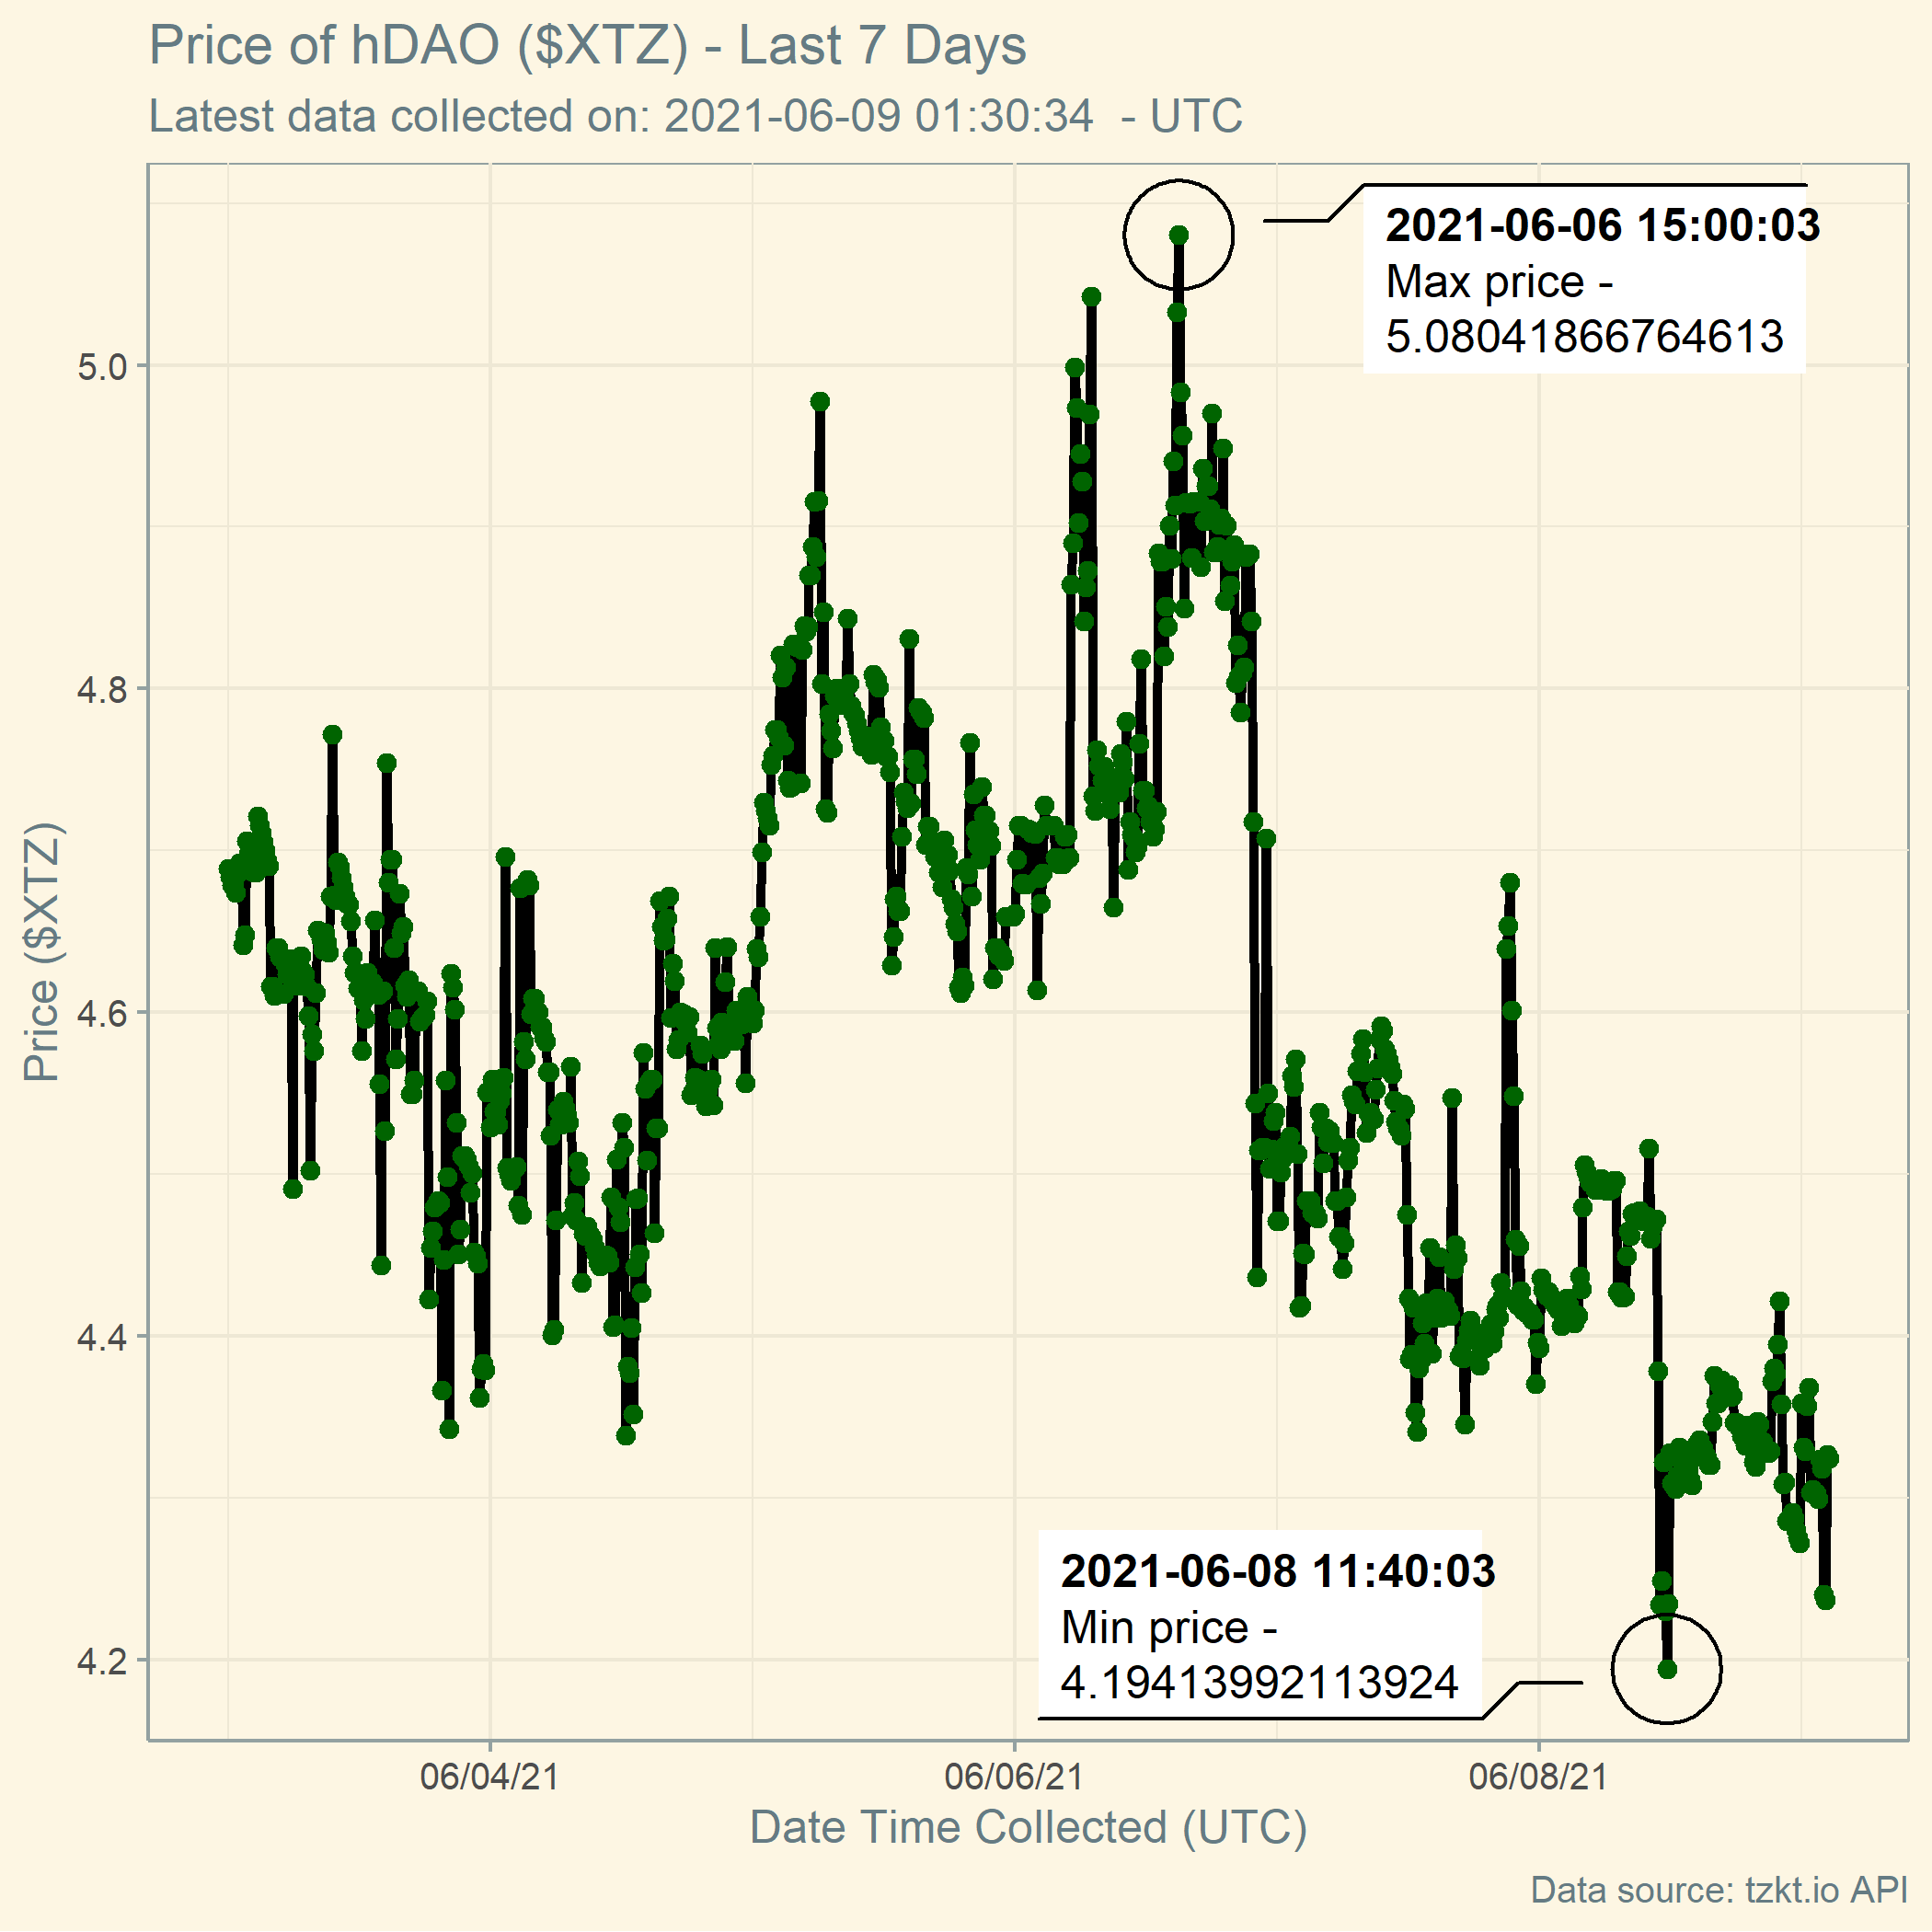 Price of hDAO ($XTZ) - Last 7 Days
Latest data collected on: 2021-06-09 01:30:34  - UTC
2021-06-06 15:00:03
Max price -
5.08041866764613
5.0
4.8
4.6
4.4
4.2
Price ($XTZ)
2021-06-08 11:40:03
Min price -
4.19413992113924
06/04/21
06/06/21
06/08/21
Date Time Collected (UTC)
Data source: tzkt.io API